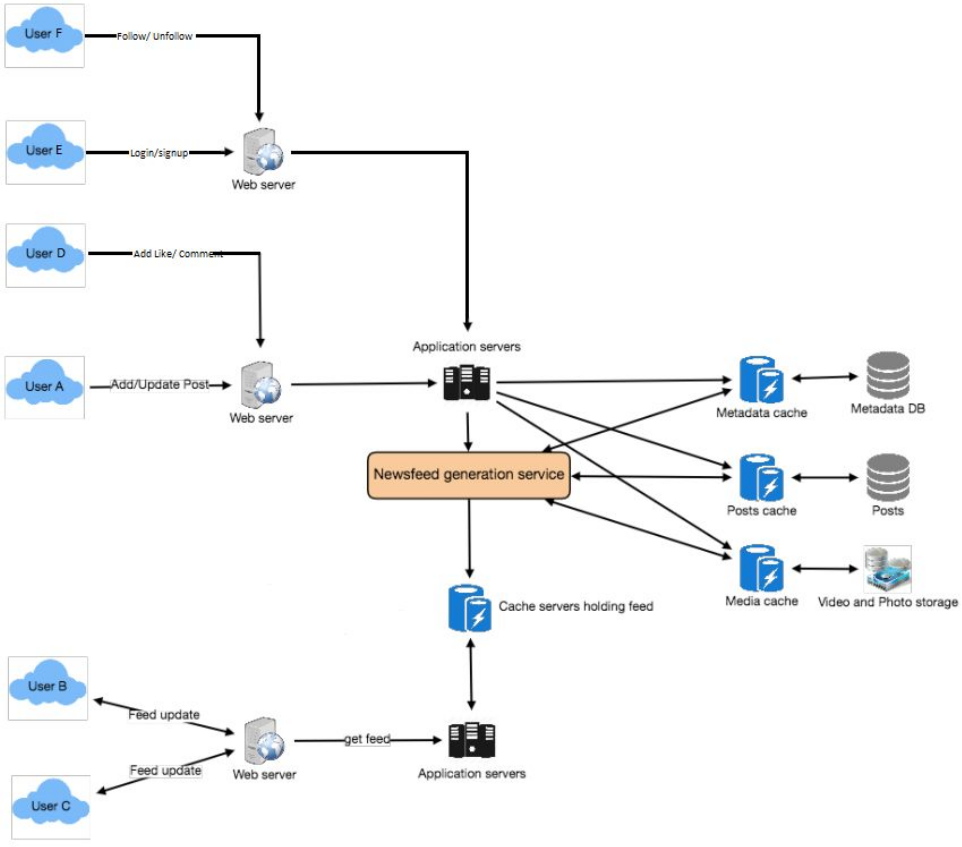 User F
Follow/ Unfollow
User E
Login/signup
Web server
User D
Add Like/ Comment
User A
Add/Update Post
Web server
Application servers
Metadata cache
Metadata DB
Newsfeed generation service
Posts cache
Posts
Media cache
Video and Photo storage
Cache servers holding feed
User B
Feed update
Web server
get feed
Application servers
Feed update
User C